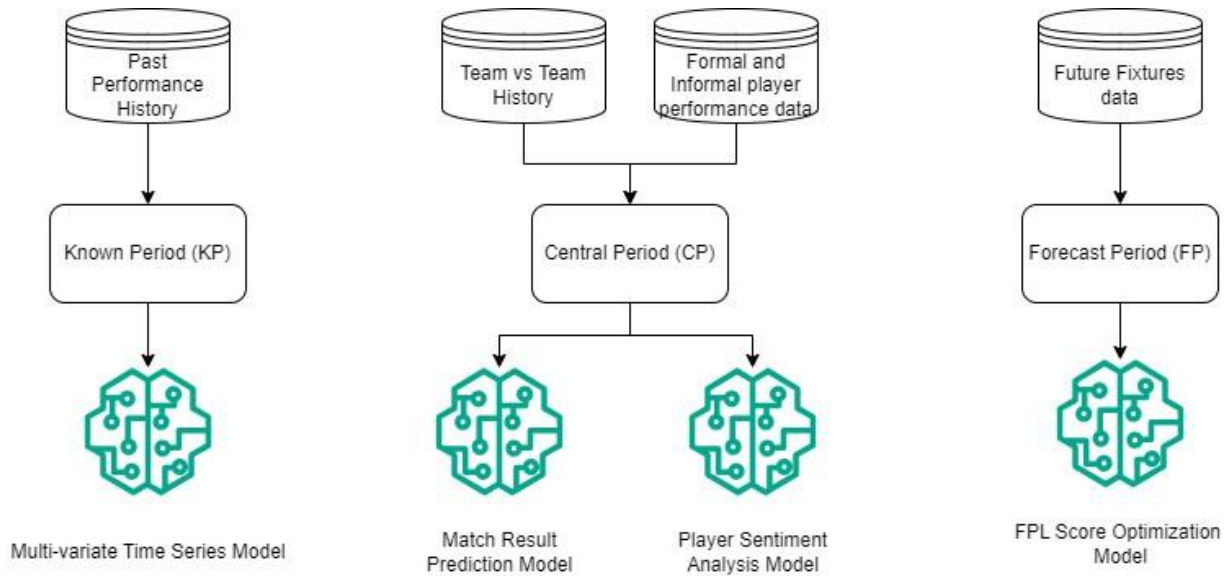 Past
Performance
History
Team vs Team
History
Formal and
Informal player
performance data
Future Fixtures
data
Known Period (KP)
Central Period (CP)
Forecast Period (FP)
Multi-variate Time Series Model
Match Result
Prediction Model
Player Sentiment
Analysis Model
FPL Score Optimization
Model